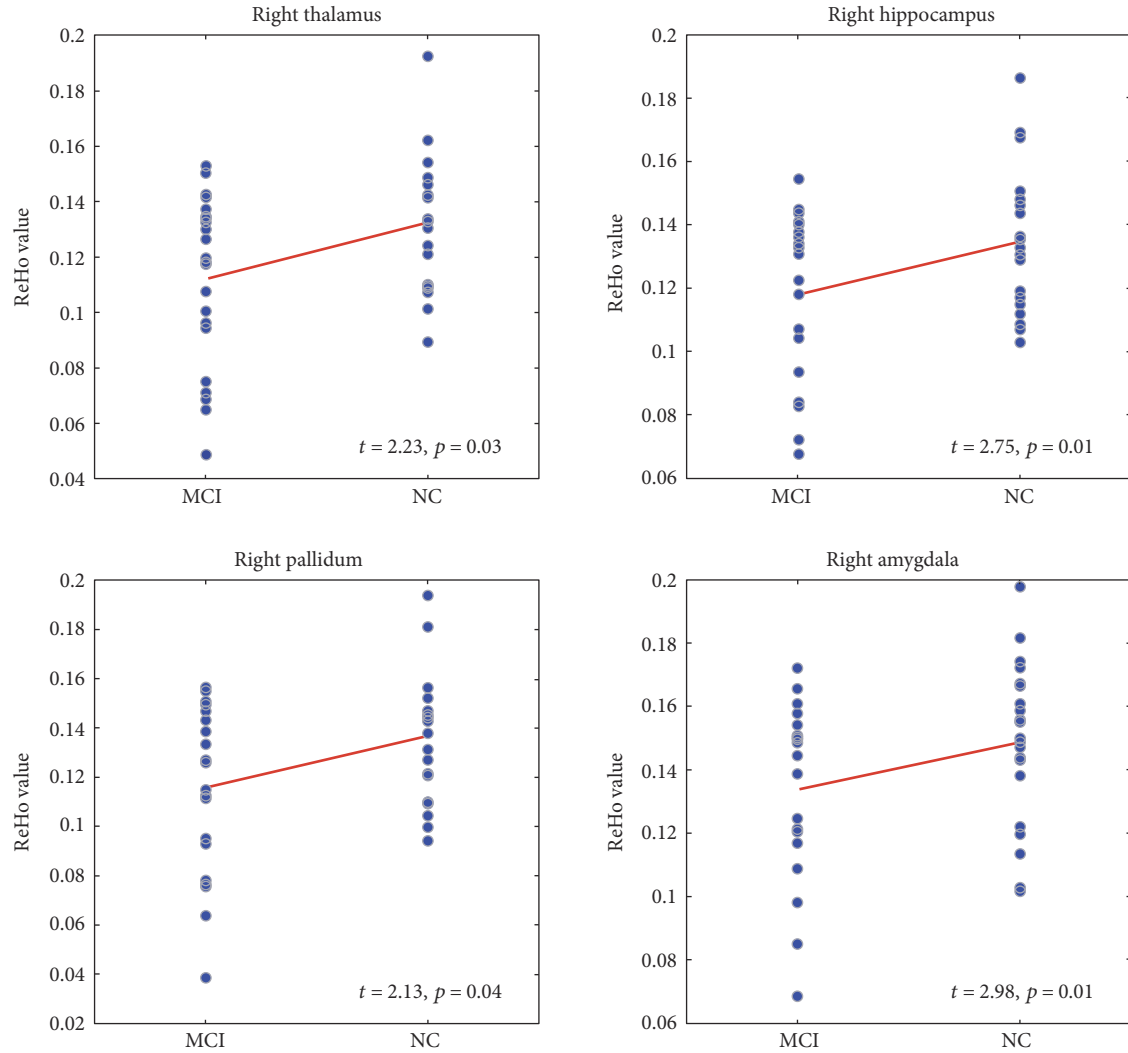 Right thalamus
0.2
0.18
0.16
0.14
0.12
0.1
0.08
0.06
0.04
ReHo value
t = 2.23, p = 0.03
MCI NC
Right hippocampus
0.2
0.18
0.16
0.14
0.12
0.1
0.08
0.06
ReHo value
t = 2.75, p = 0.01
MCI NC
Right pallidum
0.2
0.18
0.16
0.14
0.12
0.1
0.08
0.06
0.04
0.02
ReHo value
t = 2.13, p = 0.04
MCI NC
Right amygdala
0.2
0.18
0.16
0.14
0.12
0.1
0.08
0.06
ReHo value
t = 2.98, p = 0.01
MCI NC